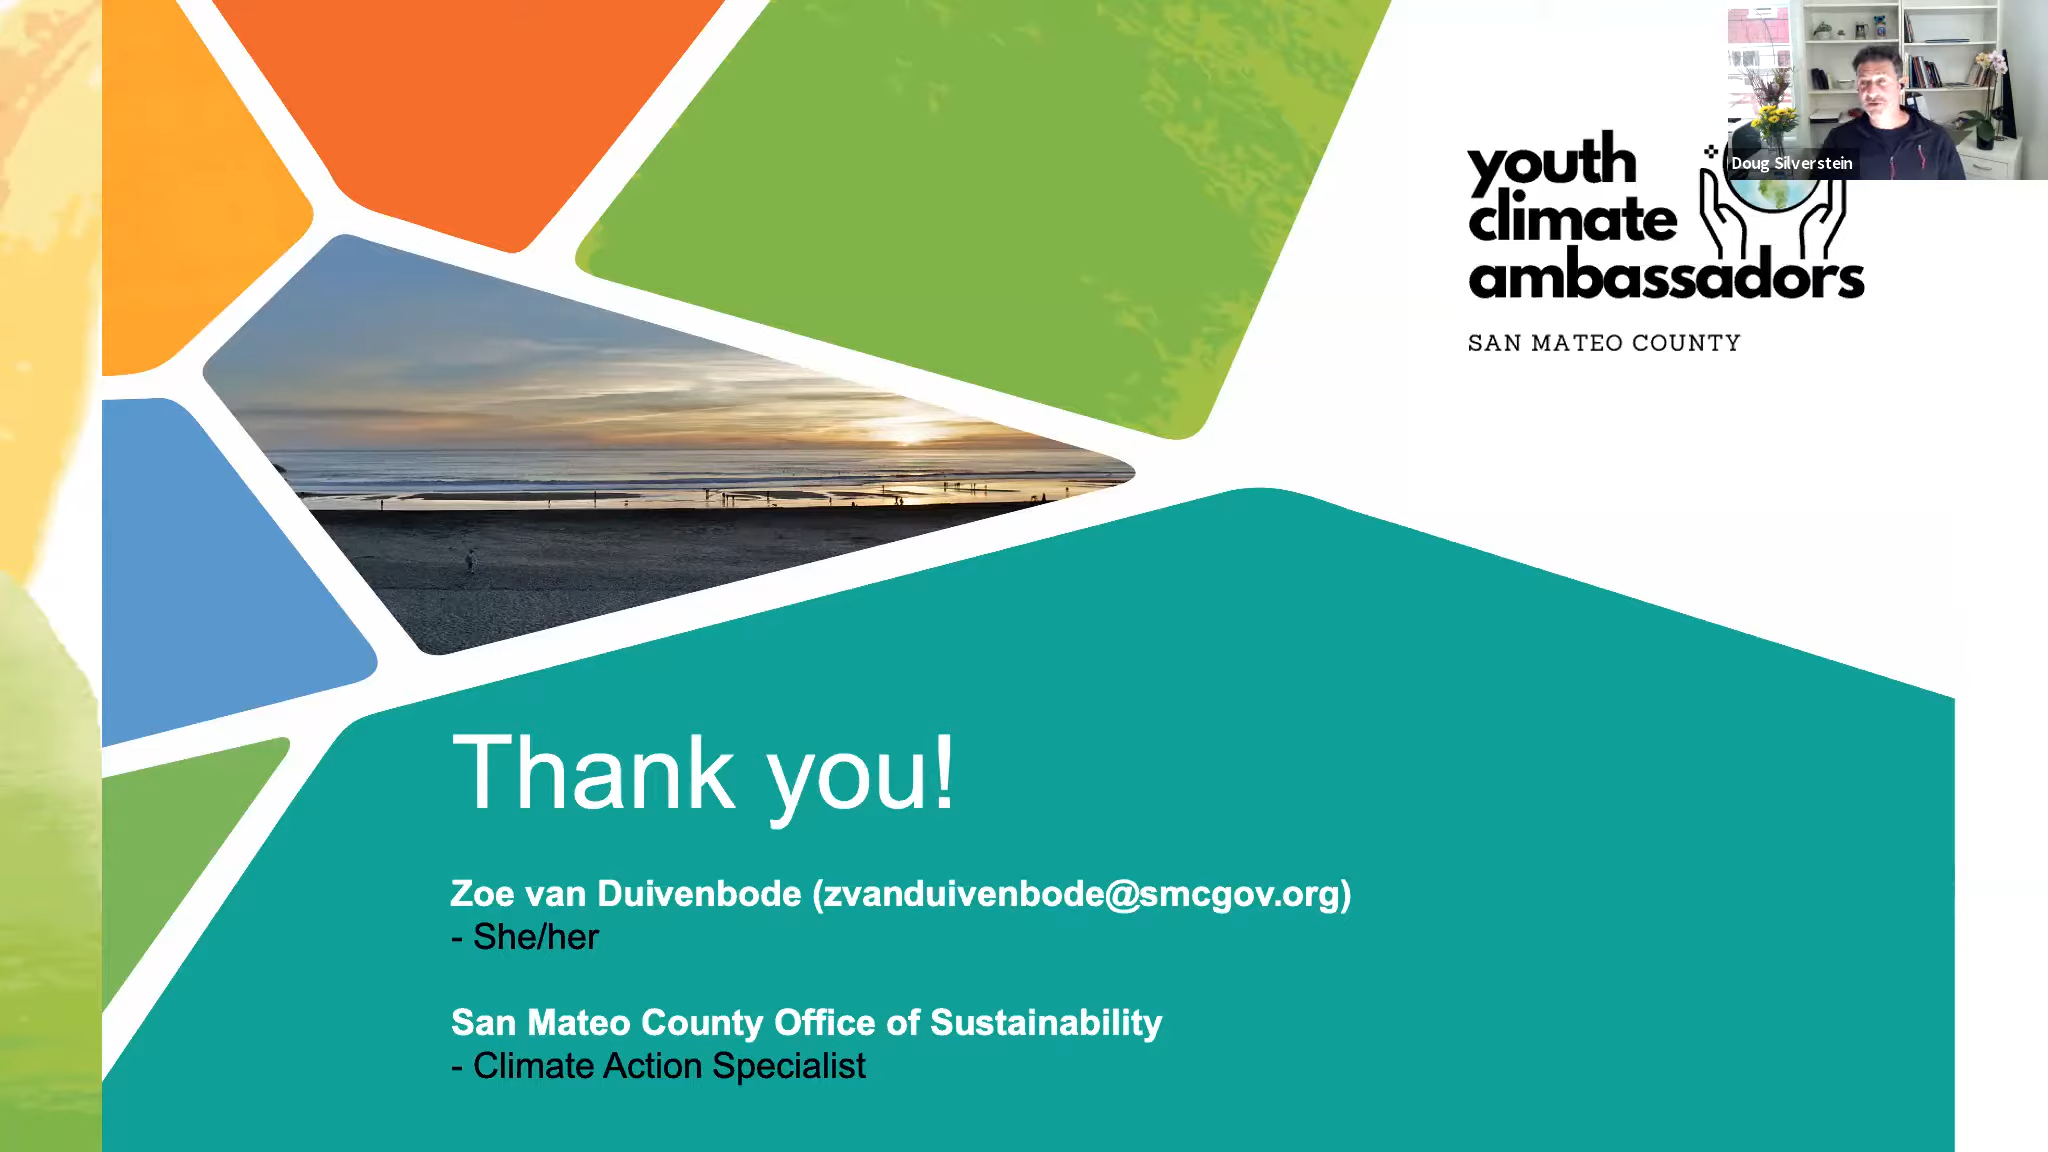 Doug Silverstein
youth
climate
ambassadors
SAN MATEO COUNTY
Thank you!
Zoe van Duivenbode (zvanduivenbode@smcgov.org)
- She/her
San Mateo County Office of Sustainability
- Climate Action Specialist